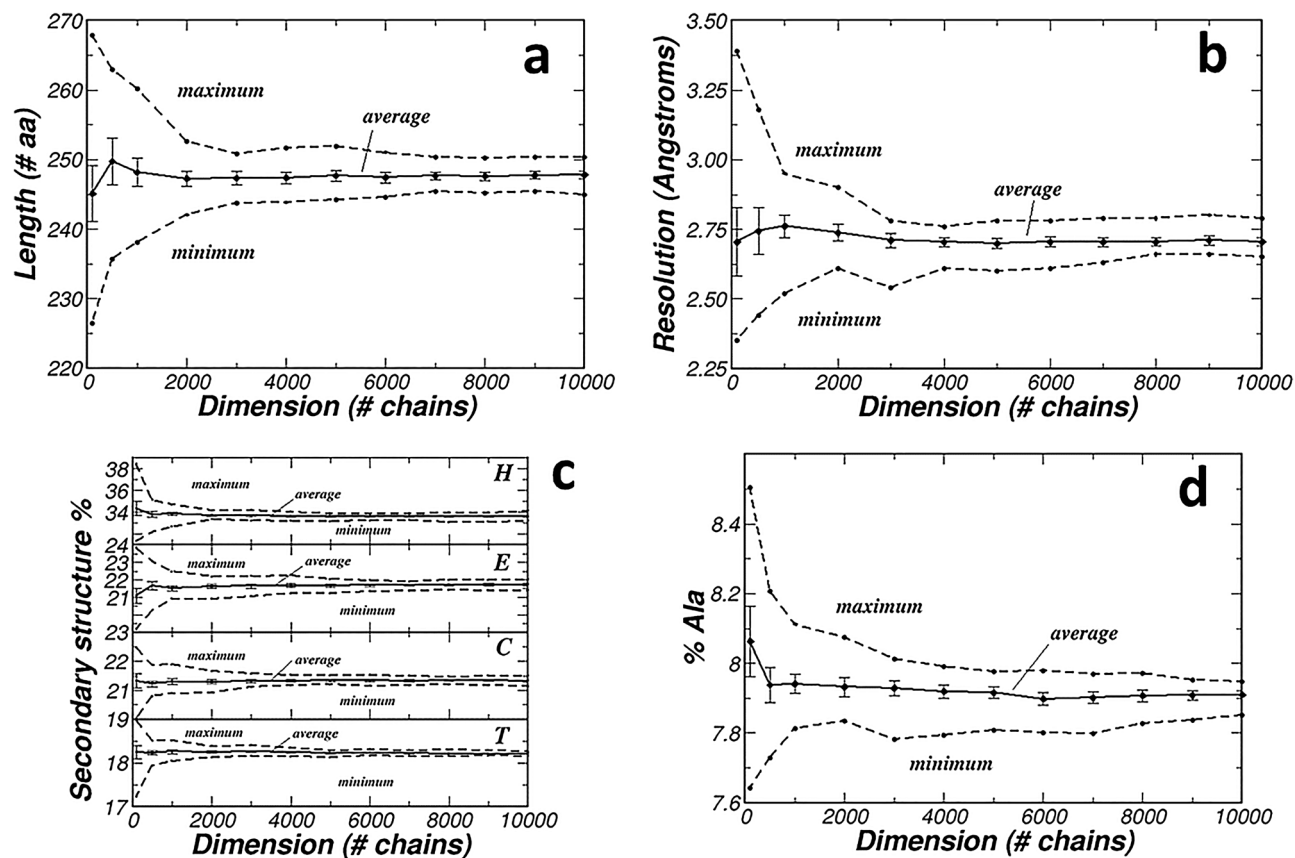 a
270
260
250
240
230
220
Length (# aa)
maximum
average
minimum
0 2000 4000 6000 8000 10000
Dimension (# chains)
b
3.50
3.25
3.00
2.75
2.50
2.25
Resolution (Angstroms)
maximum
average
minimum
0 2000 4000 6000 8000 10000
Dimension (# chains)
c
Secondary structure %
38
36
34
H
maximum
average
minimum
24
23
22
21
E
maximum
average
minimum
23
22
21
C
maximum
average
minimum
19
18
17
T
maximum
average
minimum
0 2000 4000 6000 8000 10000
Dimension (# chains)
d
8.4
8.2
8
7.8
7.6
% Ala
maximum
average
minimum
0 2000 4000 6000 8000 10000
Dimension (# chains)